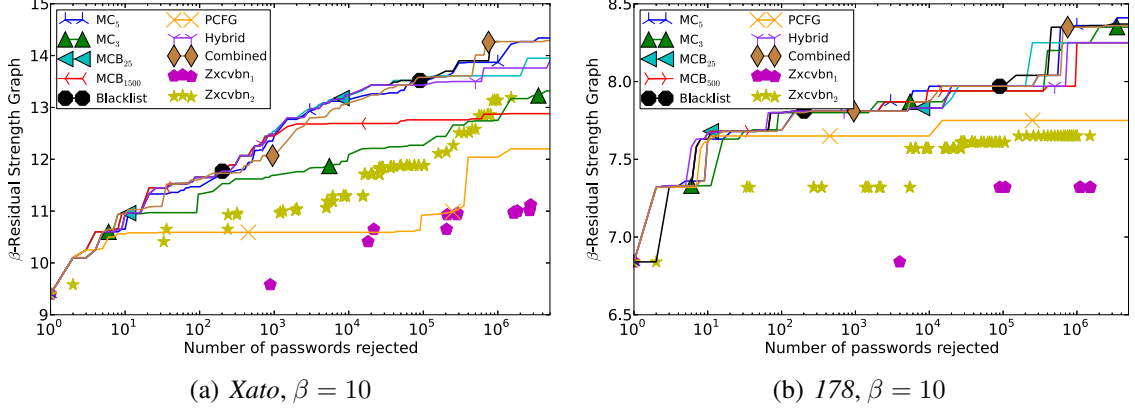 β-Residual Strength Graph
15
14
13
12
11
10
9
MC5
MC3
MCB25
MCB1500
Blacklist
PCFG
Hybrid
Combined
Zxcvbn1
Zxcvbn2
10^0 10^1 10^2 10^3 10^4 10^5 10^6
Number of passwords rejected
(a) Xato, β = 10
β-Residual Strength Graph
8.5
8.0
7.5
7.0
6.5
MC5
MC3
MCB25
MCB500
Blacklist
PCFG
Hybrid
Combined
Zxcvbn1
Zxcvbn2
10^0 10^1 10^2 10^3 10^4 10^5 10^6
Number of passwords rejected
(b) 178, β = 10